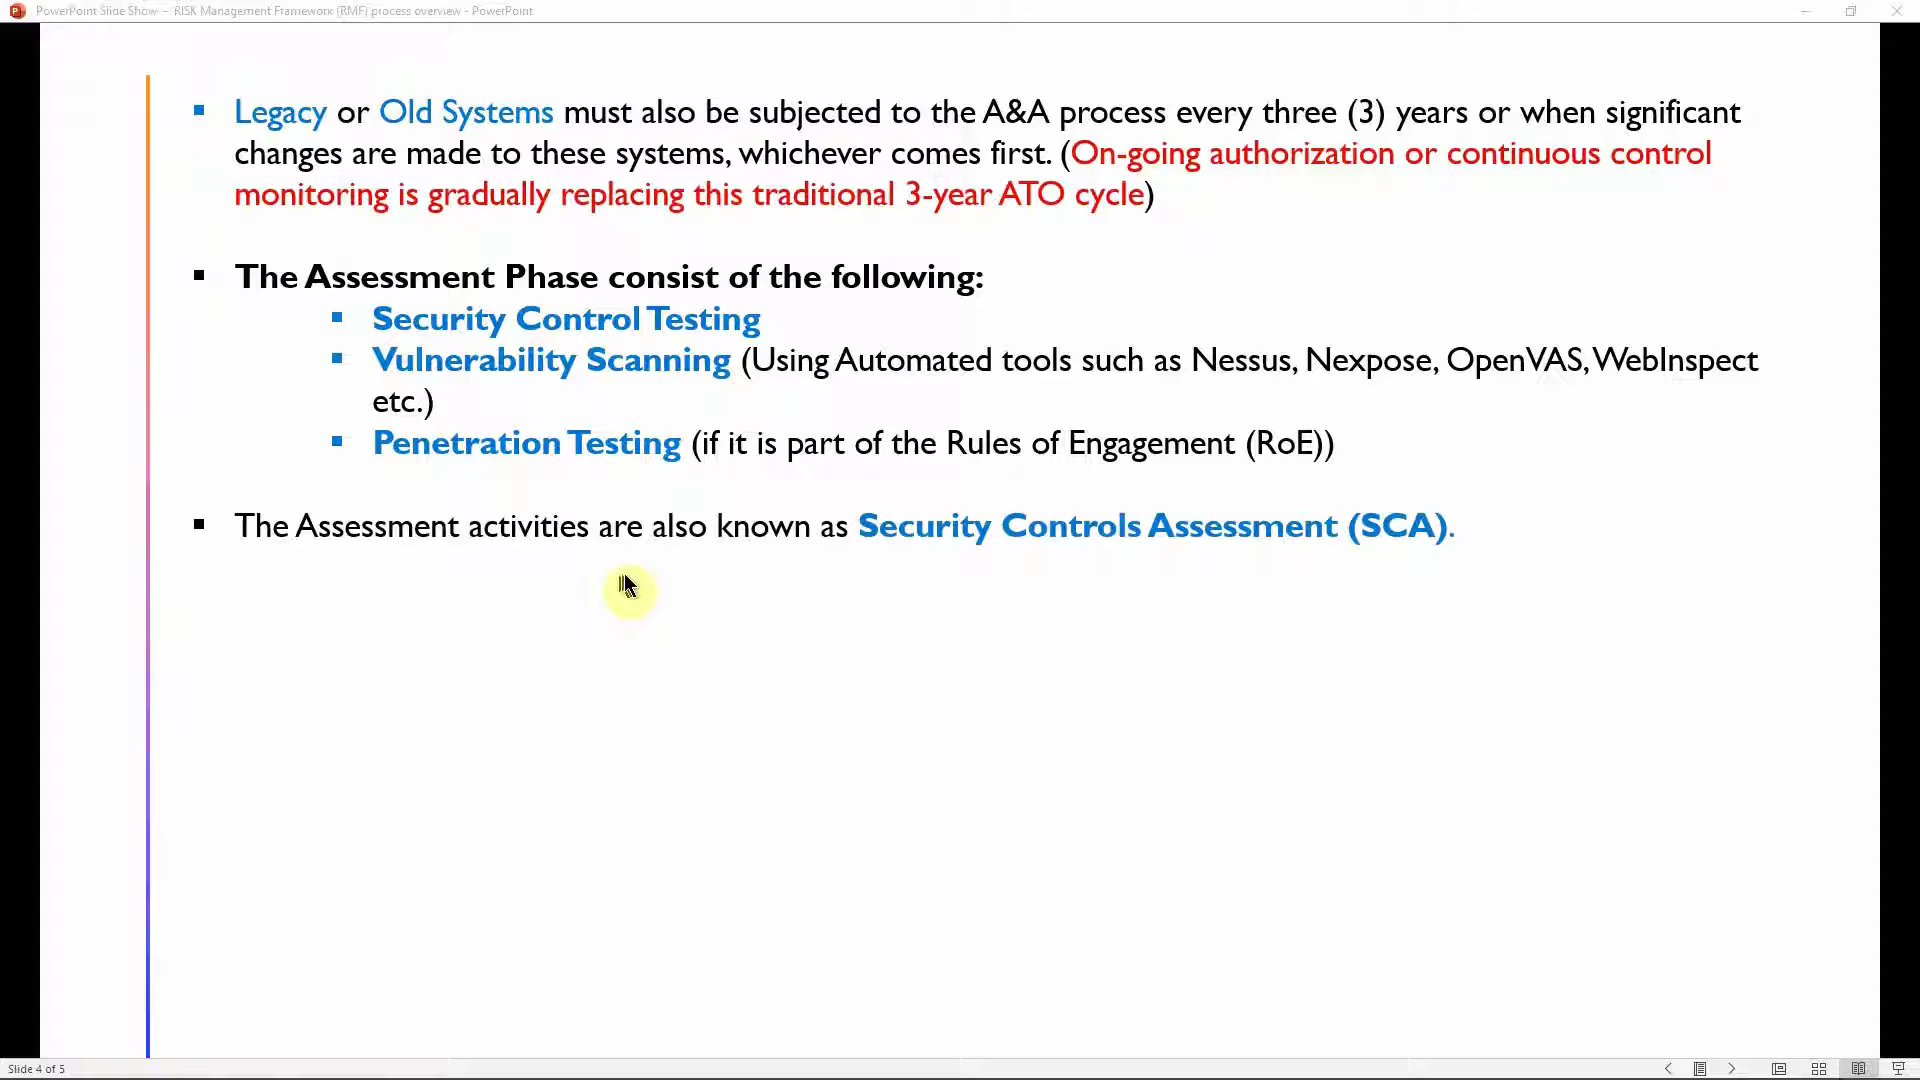 PowerPoint Slide Show - RISK Management Framework (RMF) process overview - PowerPoint
Legacy or Old Systems must also be subjected to the A&A process every three (3) years or when significant
changes are made to these systems, whichever comes first. (On-going authorization or continuous control
monitoring is gradually replacing this traditional 3-year ATO cycle)
The Assessment Phase consist of the following:
Security Control Testing
Vulnerability Scanning (Using Automated tools such as Nessus, Nexpose, OpenVAS, WebInspect
etc.)
Penetration Testing (if it is part of the Rules of Engagement (RoE))
The Assessment activities are also known as Security Controls Assessment (SCA).
Slide 4 of 5